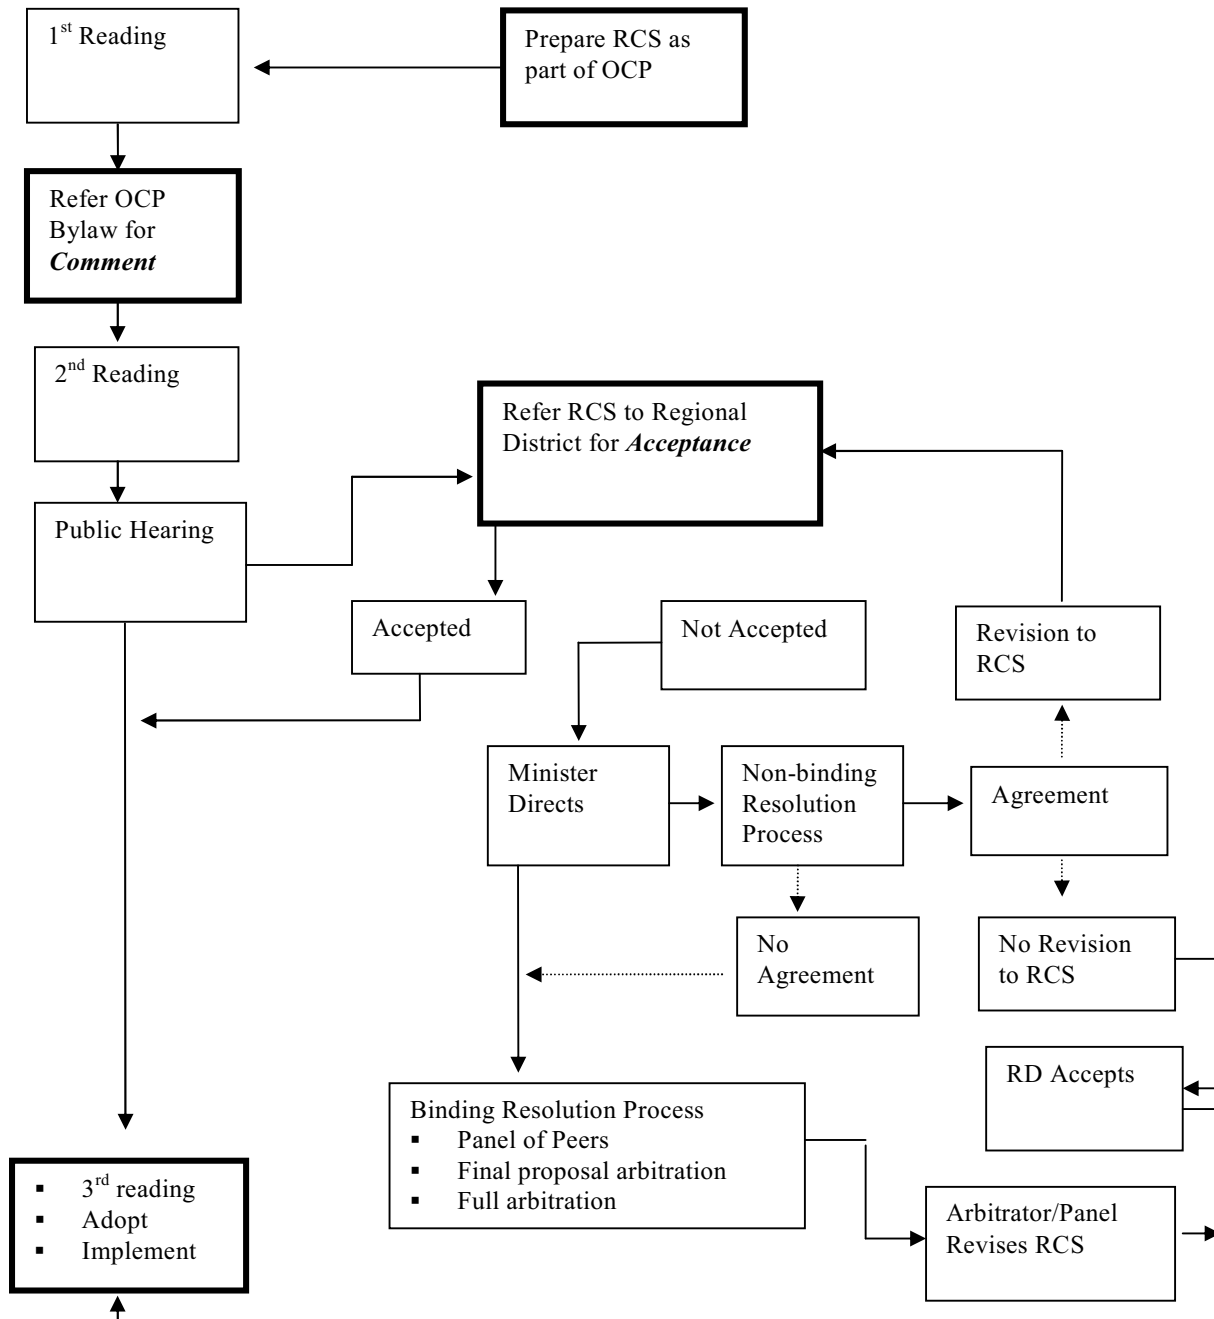 1st Reading
Prepare RCS as
part of OCP
Refer OCP
Bylaw for
Comment
2nd Reading
Refer RCS to Regional
District for Acceptance
Public Hearing
Accepted
Not Accepted
Revision to
RCS
Minister
Directs
Non-binding
Resolution
Process
Agreement
No
Agreement
No Revision
to RCS
RD Accepts
Binding Resolution Process
▪ Panel of Peers
▪ Final proposal arbitration
▪ Full arbitration
▪ 3rd reading
▪ Adopt
▪ Implement
Arbitrator/Panel
Revises RCS